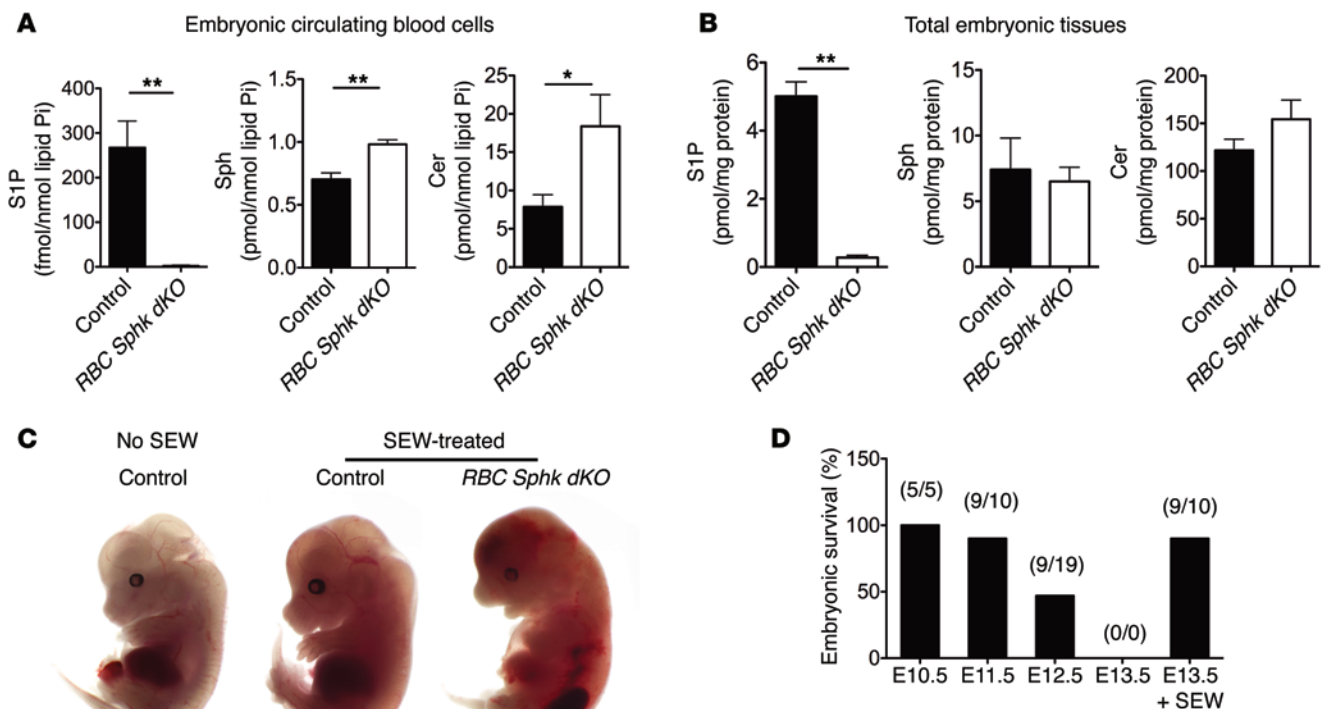 A
Embryonic circulating blood cells
S1P
(fmol/nmol lipid Pi)
400
300
200
100
0
**
Control
RBC Sphk dKO
Sph
(pmol/nmol lipid Pi)
1.5
1.0
0.5
0.0
**
Control
RBC Sphk dKO
Cer
(pmol/nmol lipid Pi)
25
20
15
10
5
0
*
Control
RBC Sphk dKO
B
Total embryonic tissues
S1P
(pmol/mg protein)
6
4
2
0
**
Control
RBC Sphk dKO
Sph
(pmol/mg protein)
15
10
5
0
Control
RBC Sphk dKO
Cer
(pmol/mg protein)
200
150
100
50
0
Control
RBC Sphk dKO
C
No SEW
Control
SEW-treated
Control
RBC Sphk dKO
D
Embryonic survival (%)
150
100
50
0
(5/5)
(9/10)
(9/19)
(0/0)
(9/10)
E10.5
E11.5
E12.5
E13.5
E13.5
+ SEW